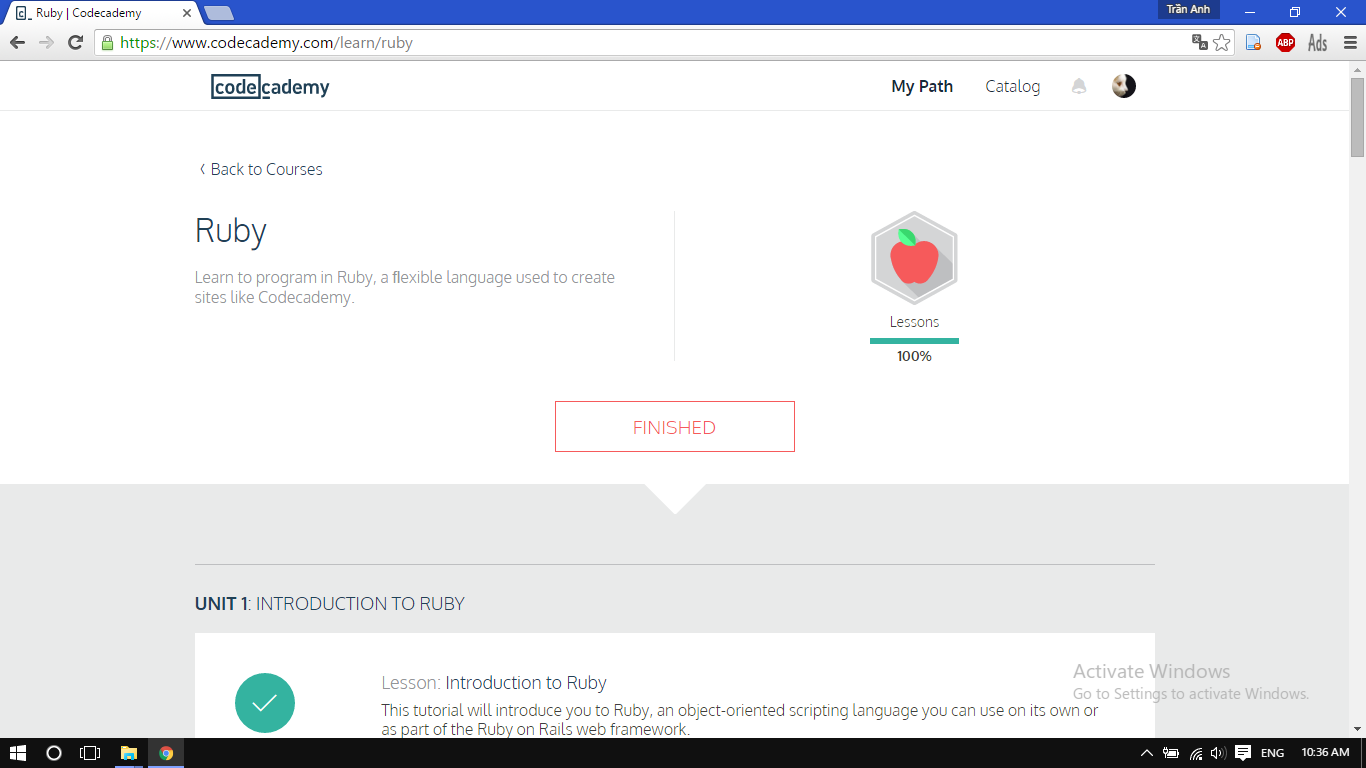 Ruby | Codecademy
Trần Anh
https://www.codecademy.com/learn/ruby
ABP
Ads
codecademy
My Path
Catalog
Back to Courses
Ruby
Learn to program in Ruby, a flexible language used to create
sites like Codecademy.
Lessons
100%
FINISHED
UNIT 1: INTRODUCTION TO RUBY
Lesson: Introduction to Ruby
This tutorial will introduce you to Ruby, an object-oriented scripting language you can use on its own or
as part of the Ruby on Rails web framework.
Activate Windows
Go to Settings to activate Windows.
ENG
10:36 AM